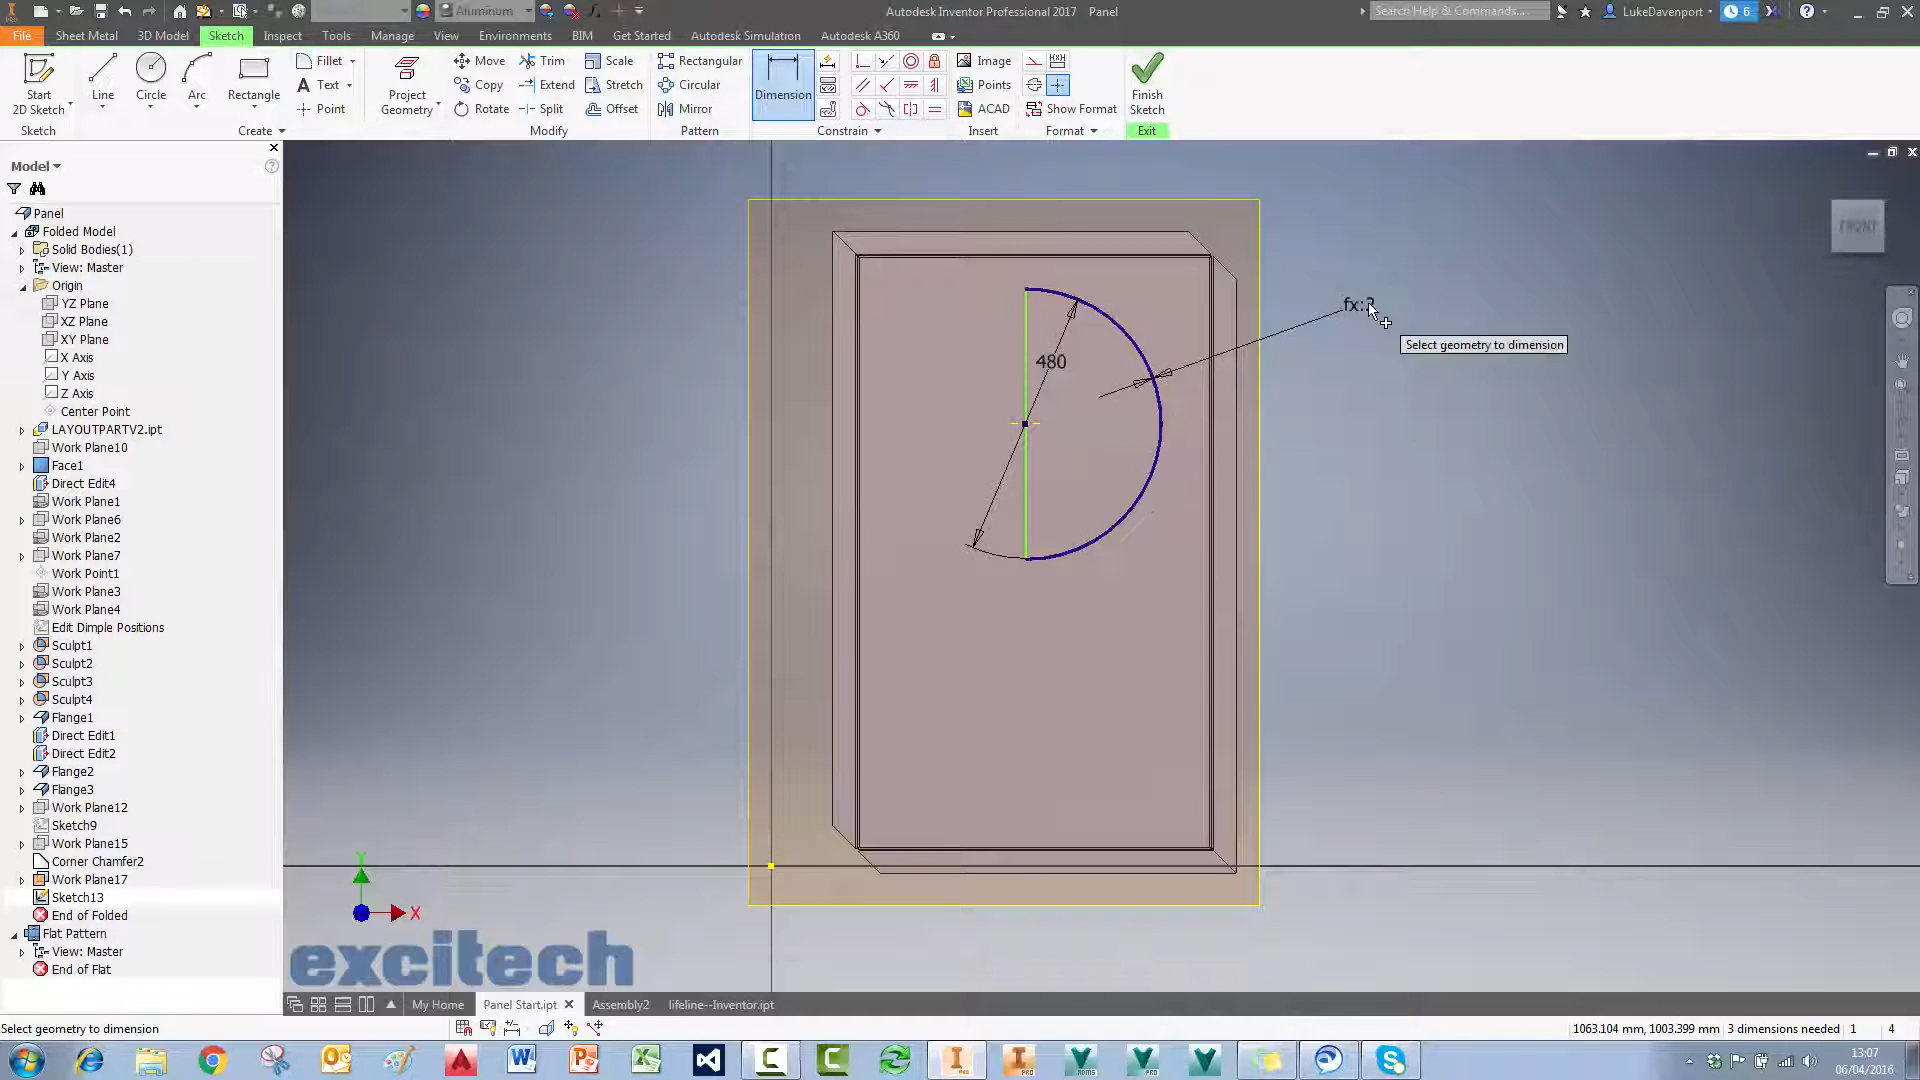 Aluminum
Autodesk Inventor Professional 2017 Panel
Search Help & Commands...
LukeDavenport
6
File
Sheet Metal
3D Model
Sketch
Inspect
Tools
Manage
View
Environments
BIM
Get Started
Autodesk Simulation
Autodesk A360
Start
2D Sketch
Line
Circle
Arc
Rectangle
Fillet
Text
Point
Project
Geometry
Move
Copy
Rotate
Trim
Extend
Split
Scale
Stretch
Offset
Rectangular
Circular
Mirror
Dimension
Image
Points
ACAD
Show Format
Finish
Sketch
Sketch
Create
Modify
Pattern
Constrain
Insert
Format
Exit
Model
Panel
Folded Model
Solid Bodies(1)
View: Master
Origin
YZ Plane
XZ Plane
XY Plane
X Axis
Y Axis
Z Axis
Center Point
LAYOUTPARTV2.ipt
Work Plane10
Face1
Direct Edit4
Work Plane1
Work Plane6
Work Plane2
Work Plane7
Work Point1
Work Plane3
Work Plane4
Edit Dimple Positions
Sculpt1
Sculpt2
Sculpt3
Sculpt4
Flange1
Direct Edit1
Direct Edit2
Flange2
Flange3
Work Plane12
Sketch9
Work Plane15
Corner Chamfer2
Work Plane17
Sketch13
End of Folded
Flat Pattern
View: Master
End of Flat
FRONT
fx:
480
Select geometry to dimension
Y
X
excitech
My Home
Panel Start.ipt
Assembly2
lifeline--Inventor.ipt
Select geometry to dimension
1063.104 mm, 1003.399 mm 3 dimensions needed 1 4
13:07
06/04/2016